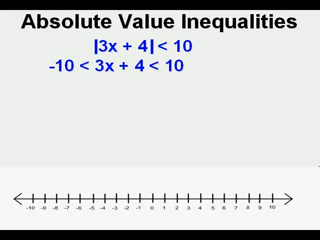 Absolute Value Inequalities
|3x + 4| < 10
-10 < 3x + 4 < 10
-10 -9 -8 -7 -6 -5 -4 -3 -2 -1 0 1 2 3 4 5 6 7 8 9 10